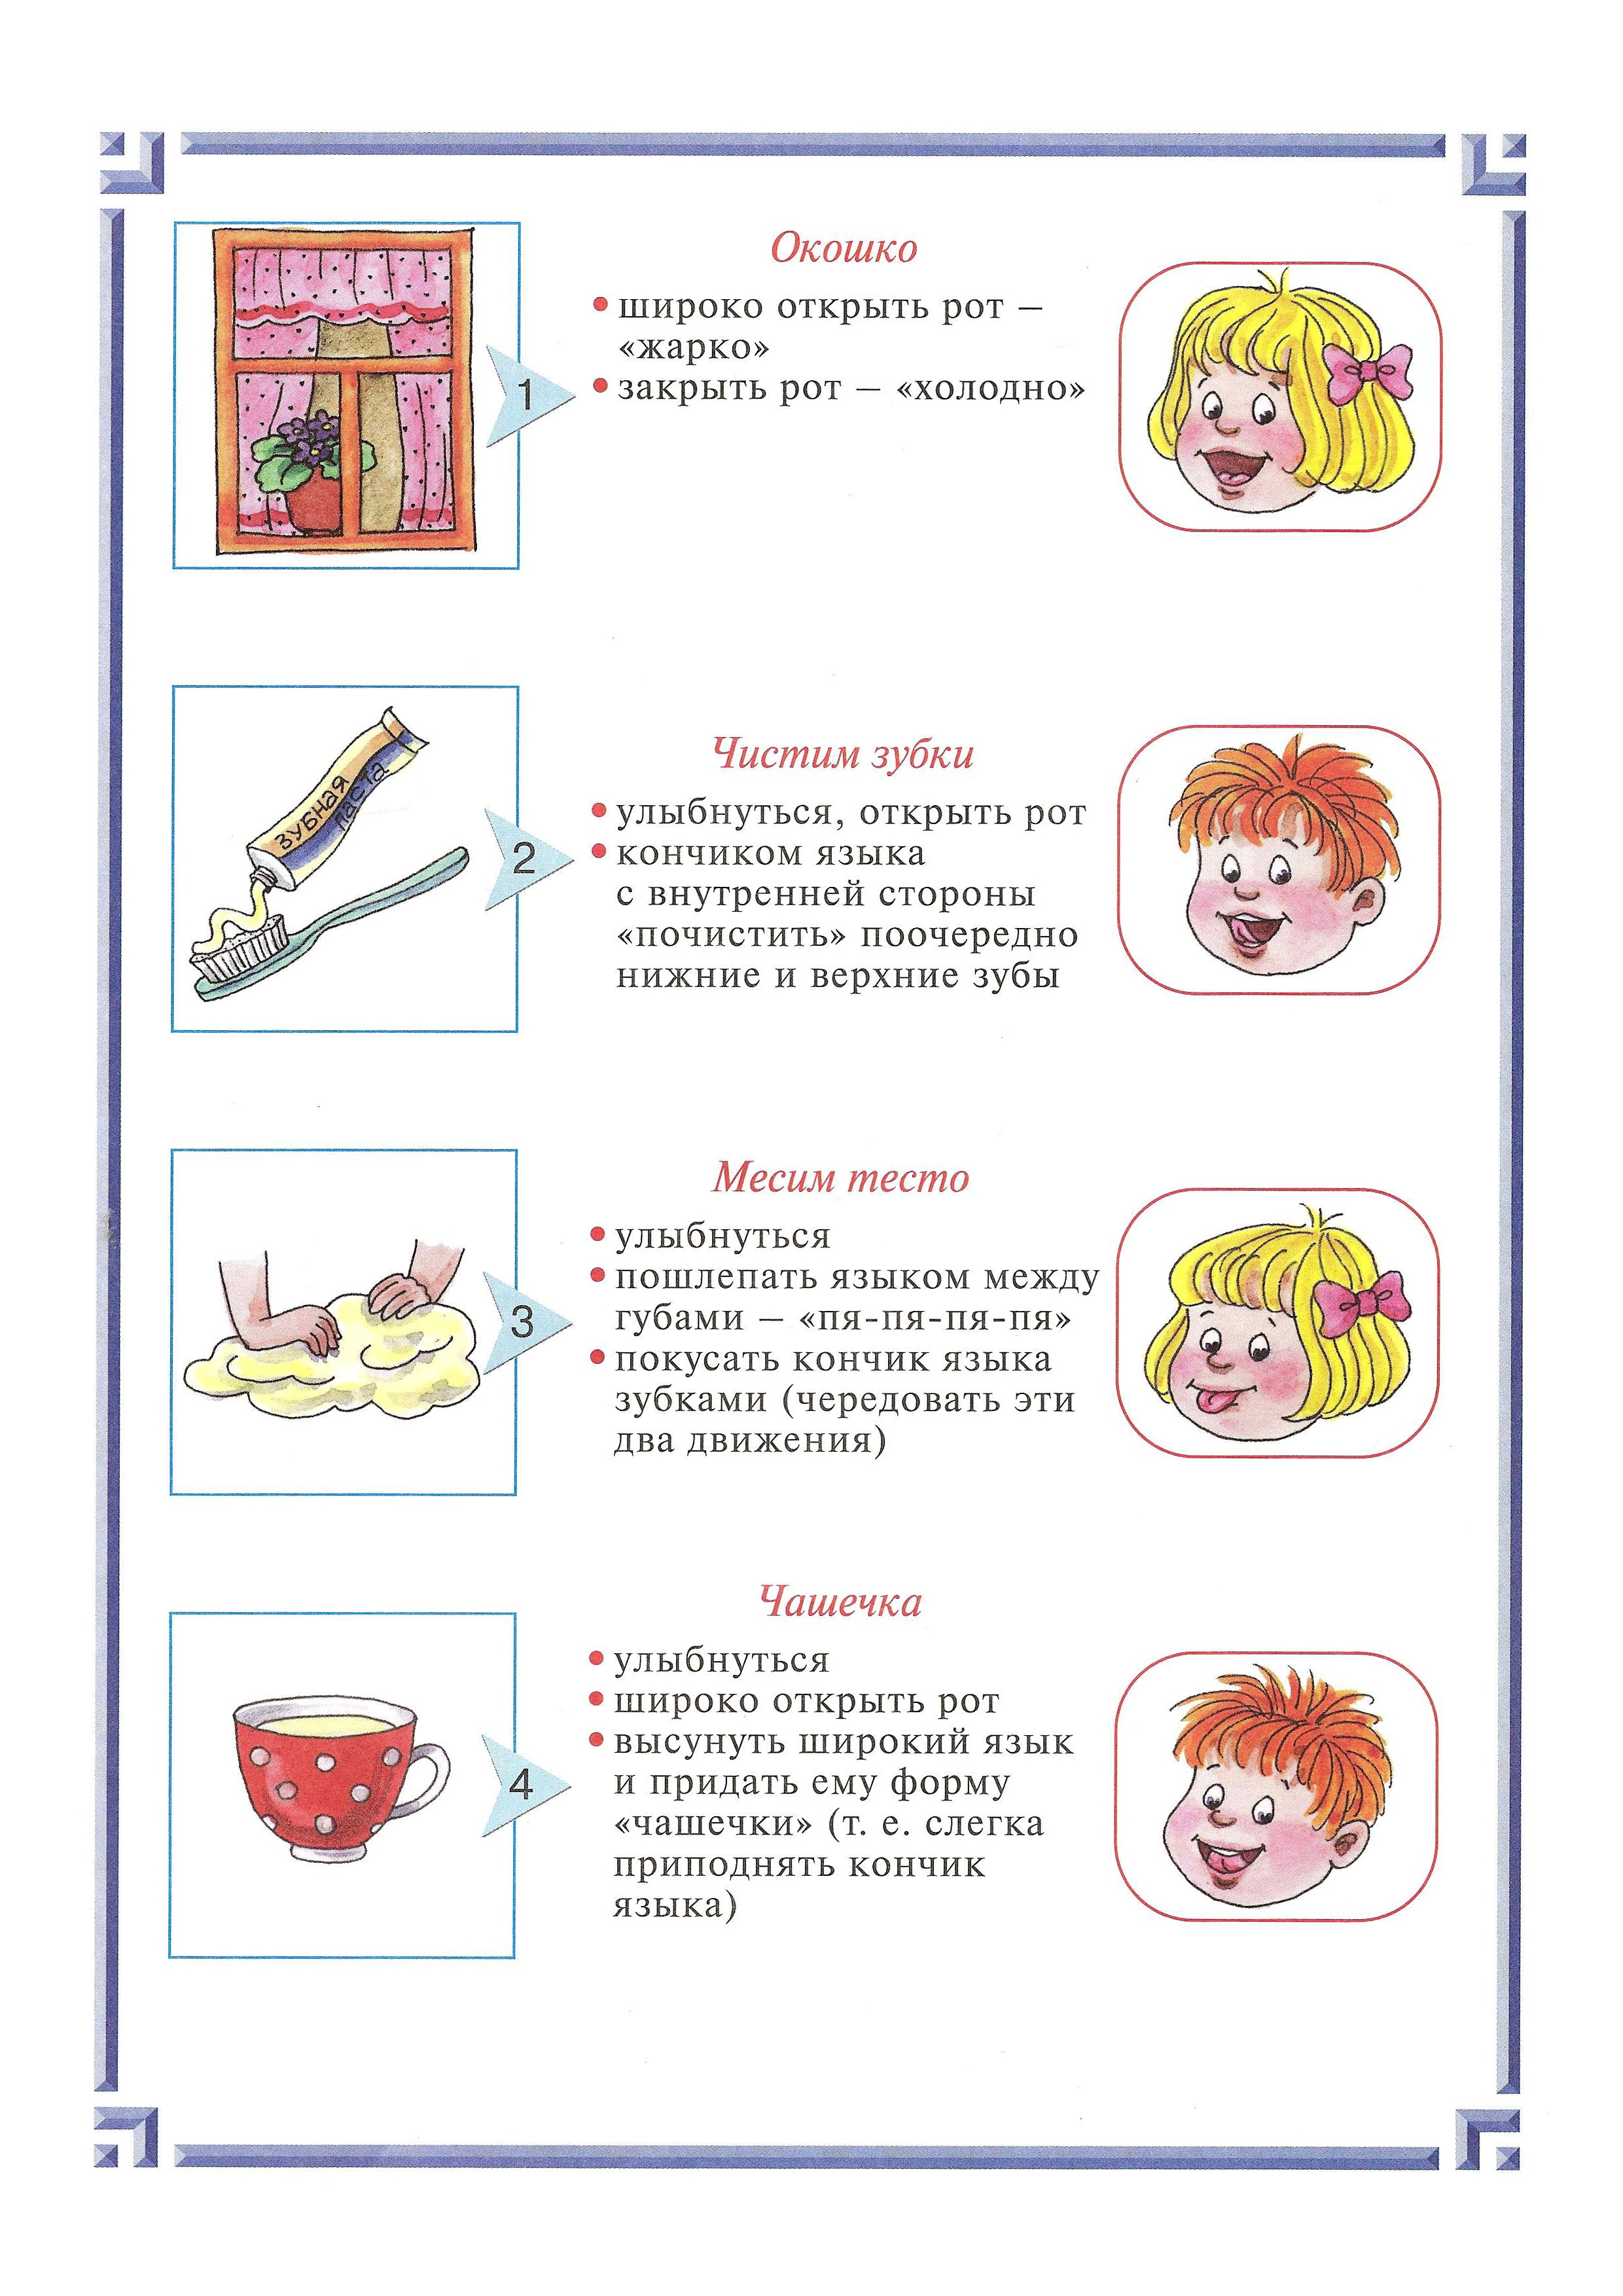 Окошко
• широко открыть рот –
«жарко»
• закрыть рот – «холодно»
1
Чистим зубки
• улыбнуться, открыть рот
• кончиком языка
с внутренней стороны
«почистить» поочередно
нижние и верхние зубы
ЗУБНАЯ
паста
2
Месим тесто
• улыбнуться
• пошлепать языком между
губами – «пя-пя-пя-пя»
• покусать кончик языка
зубками (чередовать эти
два движения)
3
Чашечка
• улыбнуться
• широко открыть рот
• высунуть широкий язык
и придать ему форму
«чашечки» (т. е. слегка
приподнять кончик
языка)
4